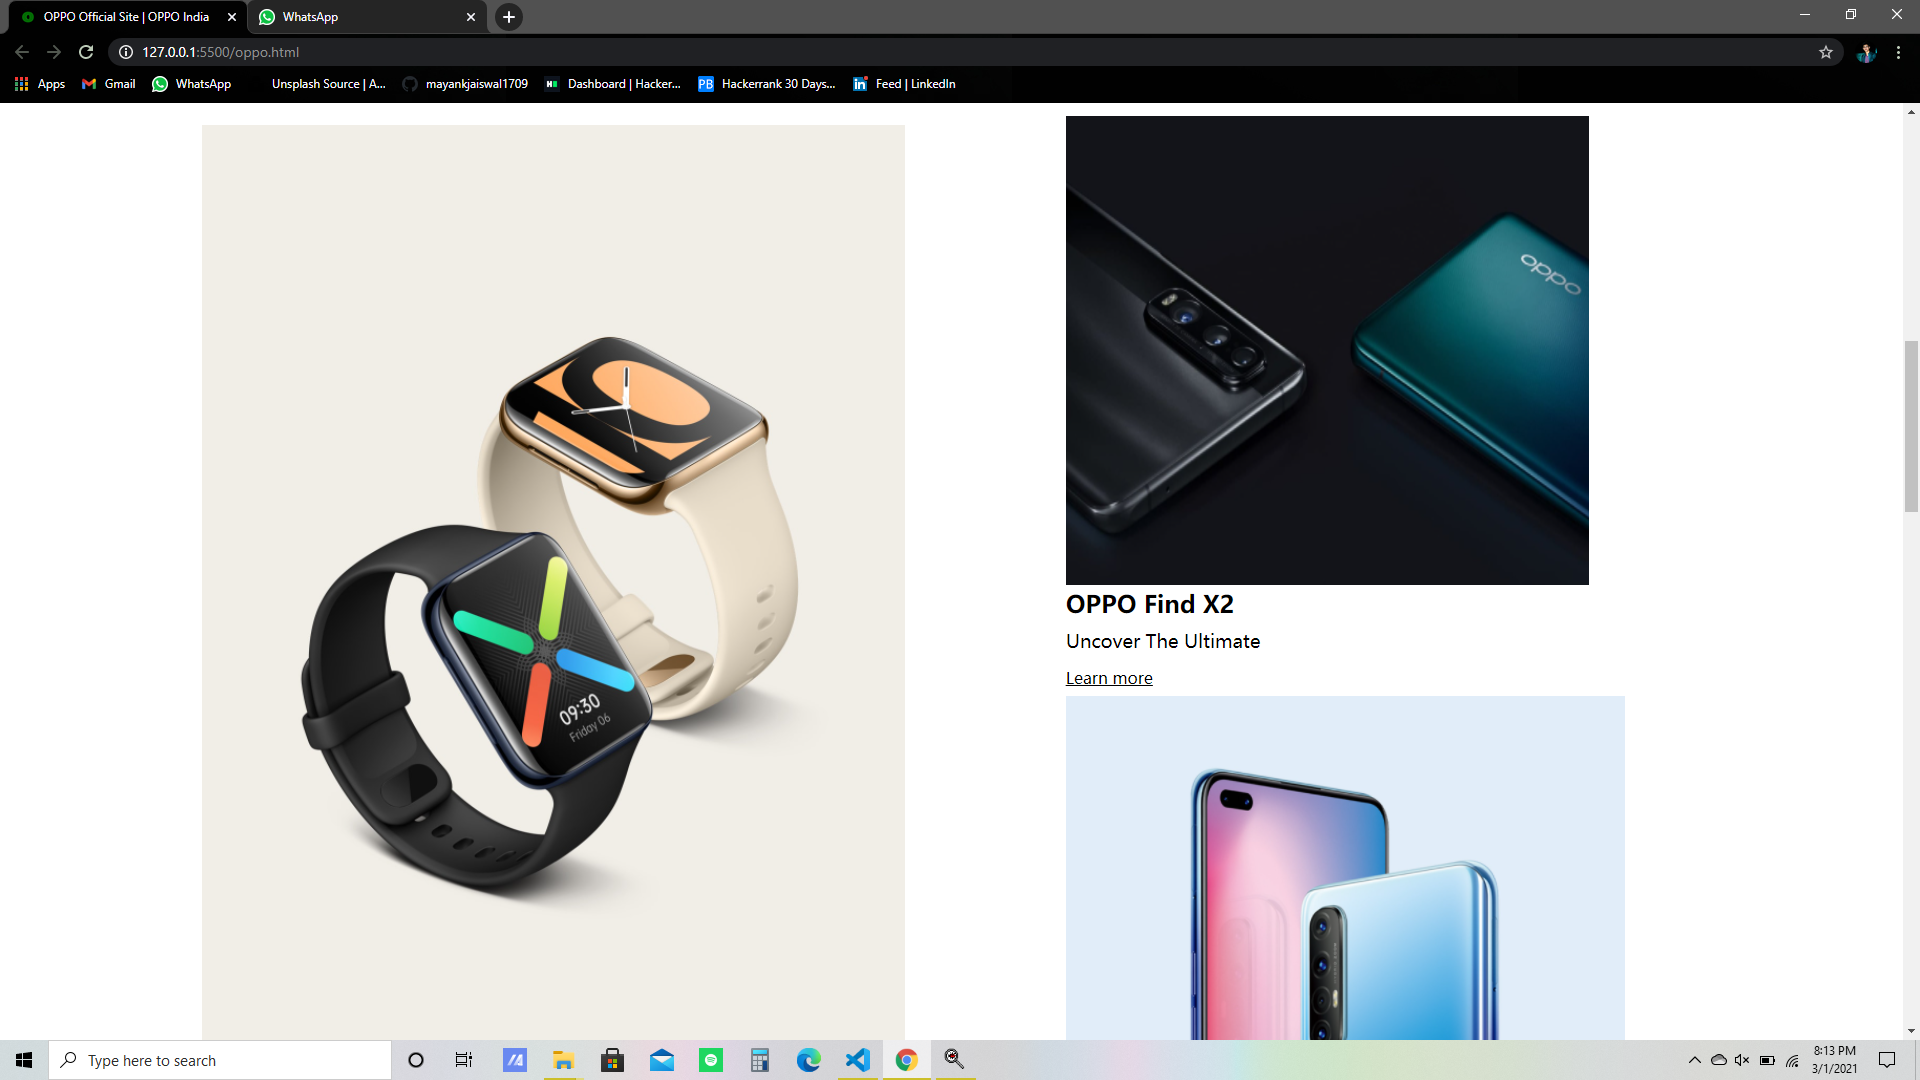 OPPO Official Site | OPPO India
WhatsApp
127.0.0.1:5500/oppo.html
Apps
Gmail
WhatsApp
Unsplash Source | A...
mayankjaiswal1709
Dashboard | Hacker...
PB
Hackerrank 30 Days...
in
Feed | LinkedIn
oppo
09:30
Friday 06
OPPO Find X2
Uncover The Ultimate
Learn more
Type here to search
8:13 PM
3/1/2021